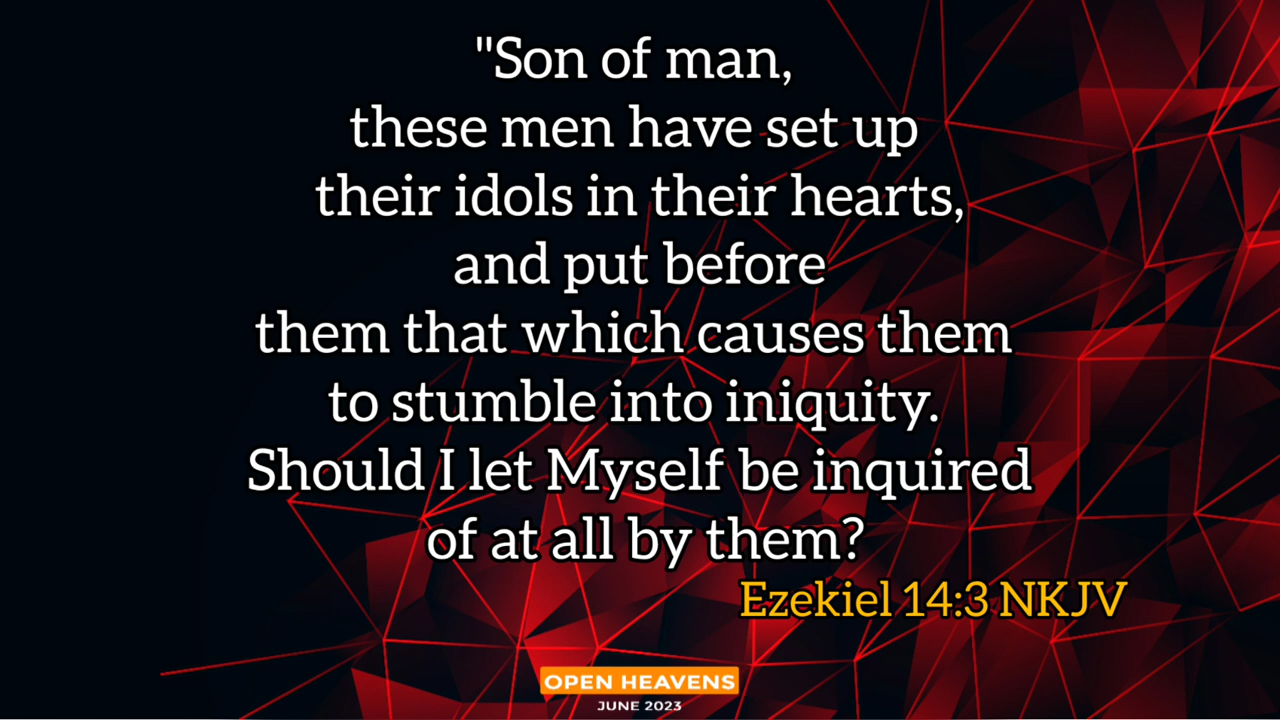 "Son of man,
these men have set up
their idols in their hearts,
and put before
them that which causes them
to stumble into iniquity.
Should I let Myself be inquired
of at all by them?
Ezekiel 14:3 NKJV
OPEN HEAVENS
JUNE 2023